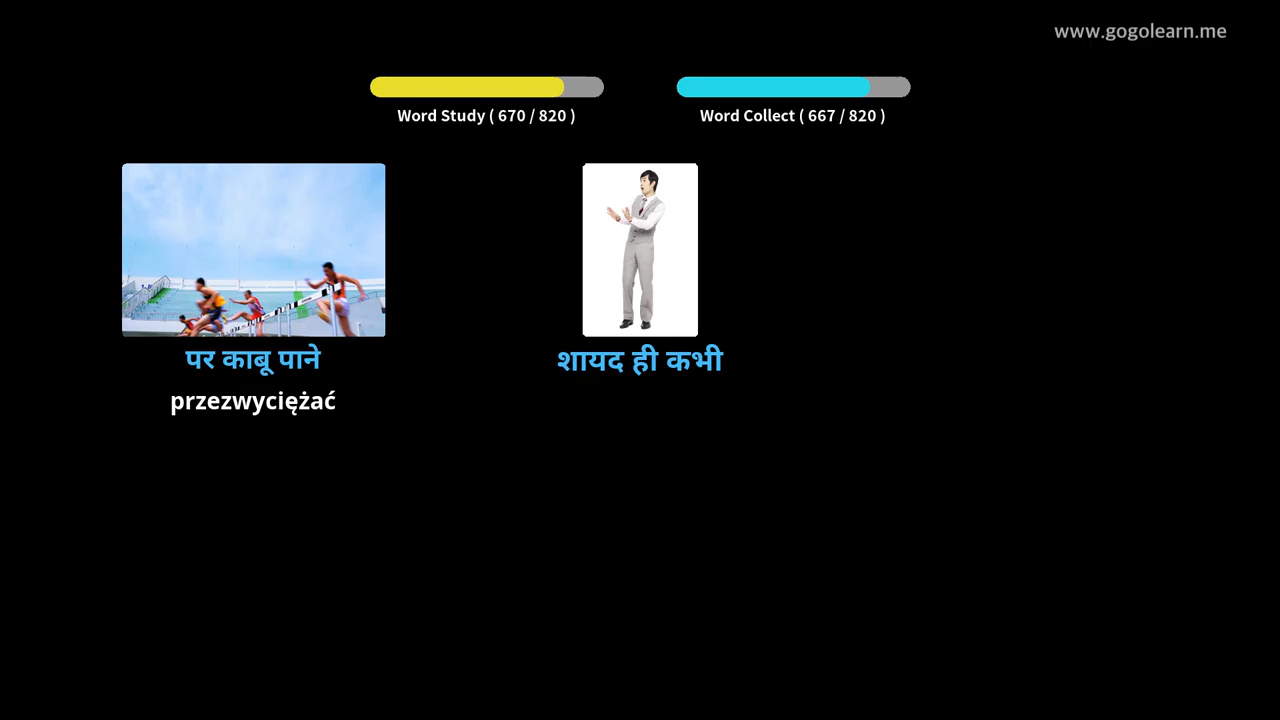 www.gogolearn.me
Word Study ( 670 / 820 )
Word Collect ( 667 / 820 )
पर काबू पाने
przezwyciężać
शायद ही कभी